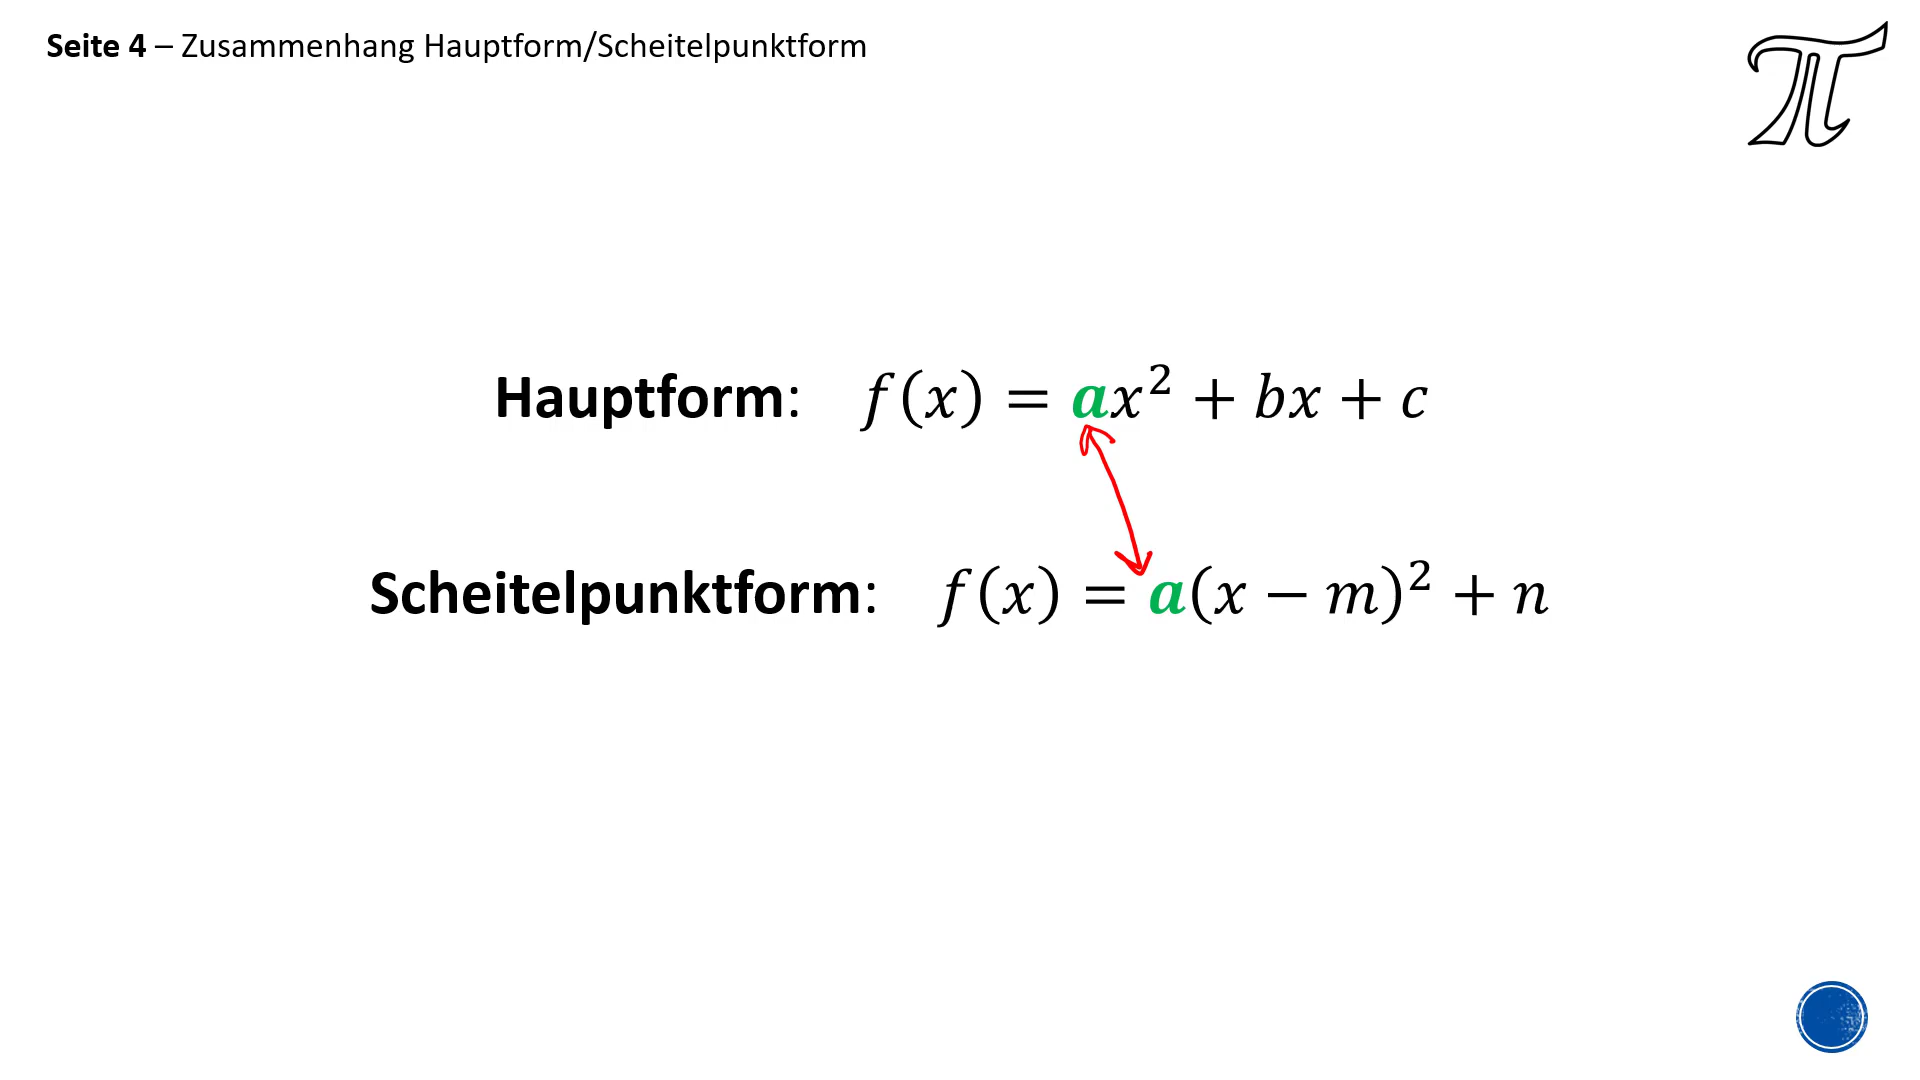 Seite 4 – Zusammenhang Hauptform/Scheitelpunktform
π
Hauptform: f(x) = ax² + bx + c
Scheitelpunktform: f(x) = a(x − m)² + n